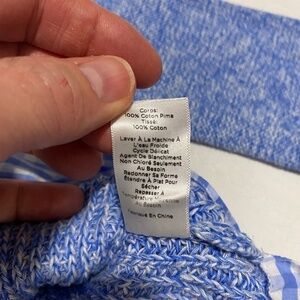 Corps:
100% Coton Pima
Tissé:
100% Coton
Laver À La Machine À
L'eau Froide
Cycle Délicat
Agent De Blanchiment
Non Chloré Seulement
Au Besoin
Redonner Sa Forme
Étendre À Plat Pour
Sécher
Repasser À
Température Moyenne
Au Besoin
Fabriqué En Chine